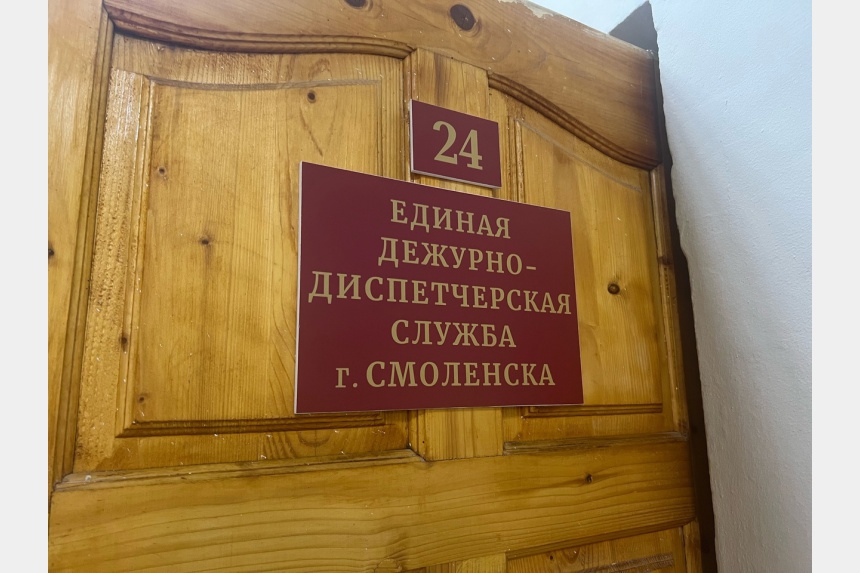 24
ЕДИНАЯ
ДЕЖУРНО-
ДИСПЕТЧЕРСКАЯ
СЛУЖБА
г. СМОЛЕНСКА